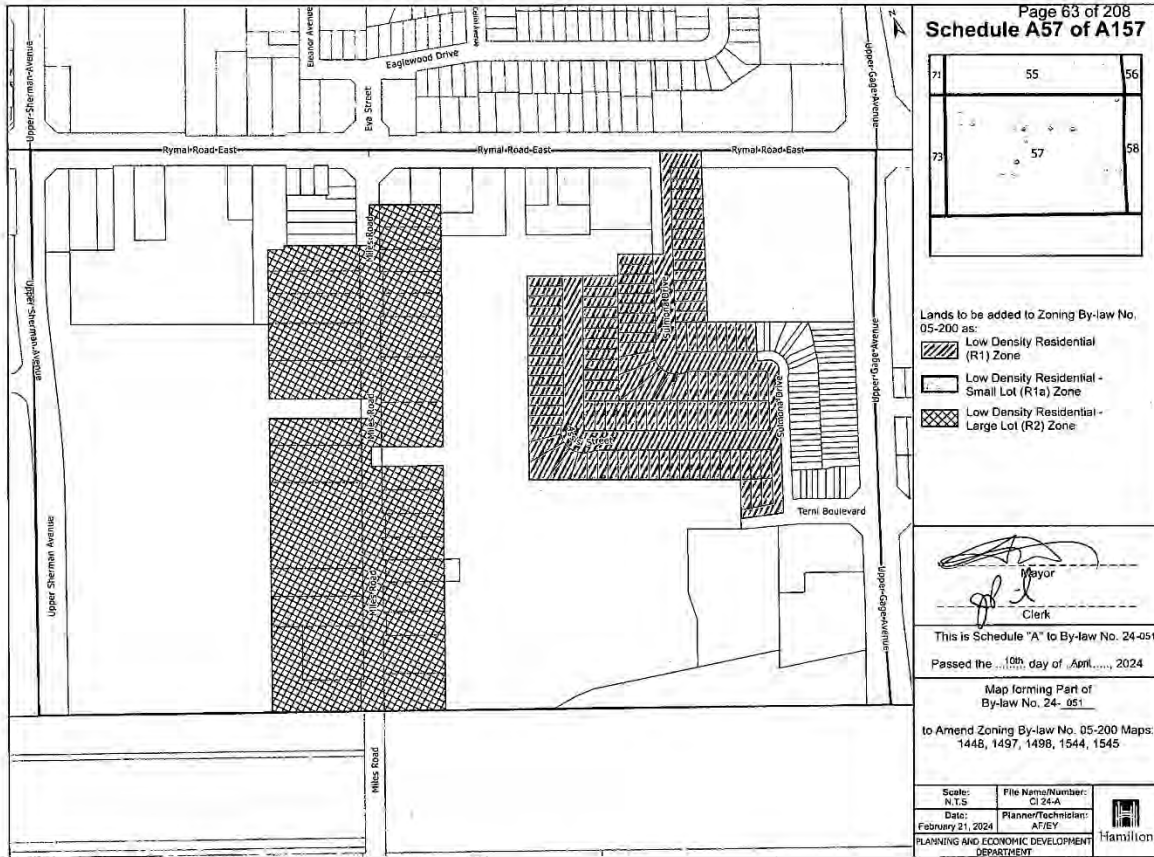 Page 63 of 208
Schedule A57 of A157
Eleanor Avenue
Eaglewood Drive
Eva Street
Upper-Sherman-Avenue
Upper-Gage-Avenue
Rymal-Road-East
Rymal-Road-East
Rymal-Road-East
71
55
56
73
57
58
Miles-Road
Upper Sherman-Avenue
Upper-Gage-Avenue
Miles-Road
Street
Terni Boulevard
Upper Sherman Avenue
Miles-Road
Upper-Gage-Avenue
Miles Road
Lands to be added to Zoning By-law No.
05-200 as:
Low Density Residential
(R1) Zone
Low Density Residential -
Small Lot (R1a) Zone
Low Density Residential -
Large Lot (R2) Zone
Mayor
Clerk
This is Schedule "A" to By-law No. 24-051
Passed the ...10th. day of .April....., 2024
Map forming Part of
By-law No. 24-_051_
to Amend Zoning By-law No. 05-200 Maps:
1448, 1497, 1498, 1544, 1545
Scale:
N.T.S
File Name/Number:
CI 24-A
Date:
February 21, 2024
Planner/Technician:
AF/EY
Hamilton
PLANNING AND ECONOMIC DEVELOPMENT
DEPARTMENT